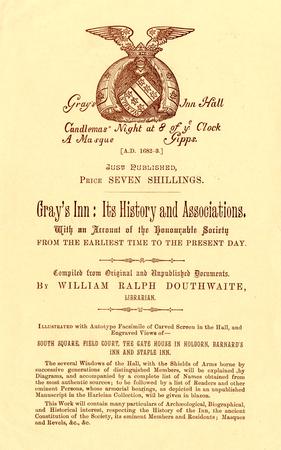 Gray's Inn Hall
Candlemas Night at 8 of yᵉ Clock
A Masque Gipps.
[A.D. 1682-3.]
Just Published,
Price SEVEN SHILLINGS.
Gray's Inn: Its History and Associations.
With an Account of the Honourable Society
FROM THE EARLIEST TIME TO THE PRESENT DAY.
Compiled from Original and Unpublished Documents.
By WILLIAM RALPH DOUTHWAITE,
LIBRARIAN.
Illustrated with Autotype Facsimile of Carved Screen in the Hall, and
Engraved Views of—
SOUTH SQUARE, FIELD COURT, THE GATE HOUSE IN HOLBORN, BARNARD'S
INN AND STAPLE INN.
The several Windows of the Hall, with the Shields of Arms borne by
successive generations of distinguished Members, will be explained by
Diagrams, and accompanied by a complete list of Names obtained from
the most authentic sources; to be followed by a list of Readers and other
eminent Persons, whose armorial bearings, as depicted in an unpublished
Manuscript in the Harleian Collection, will be given in blazon.
This Work will contain many particulars of Archæological, Biographical,
and Historical interest, respecting the History of the Inn, the ancient
Constitution of the Society, its eminent Members and Residents; Masques
and Revels, &c., &c.